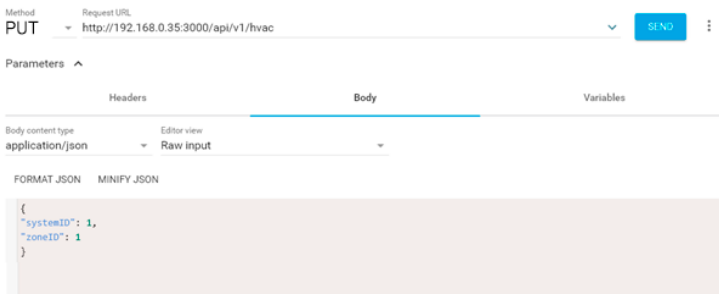 Method
Request URL
PUT
http://192.168.0.35:3000/api/v1/hvac
SEND
Parameters
Headers
Body
Variables
Body content type
Editor view
application/json
Raw input
FORMAT JSON
MINIFY JSON
{
"systemID": 1,
"zoneID": 1
}